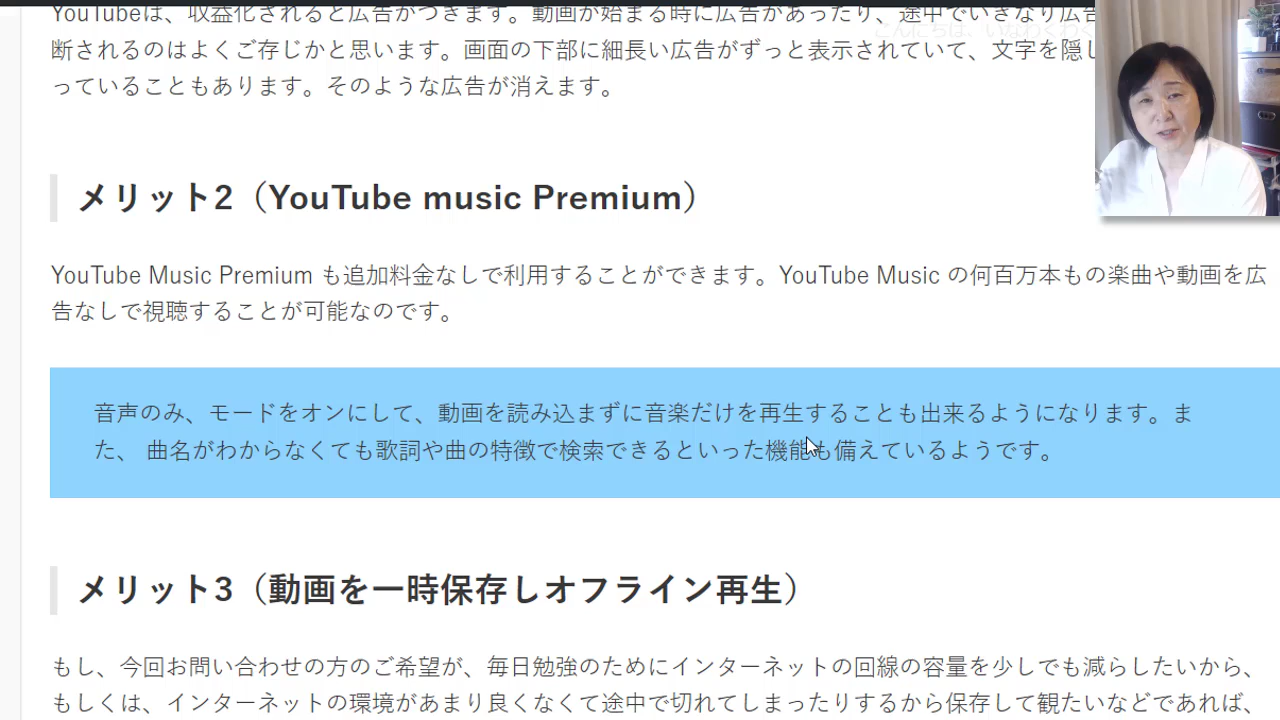 YouTubeは、収益化されると広告がつきます。動画が始まる時に広告があったり、途中でいきなり広告
断されるのはよくご存じかと思います。画面の下部に細長い広告がずっと表示されていて、文字を隠し
っていることもあります。そのような広告が消えます。
メリット2（YouTube music Premium）
YouTube Music Premium も追加料金なしで利用することができます。YouTube Music の何百万本もの楽曲や動画を広
告なしで視聴することが可能なのです。
音声のみ、モードをオンにして、動画を読み込まずに音楽だけを再生することも出来るようになります。ま
た、 曲名がわからなくても歌詞や曲の特徴で検索できるといった機能も備えているようです。
メリット3（動画を一時保存しオフライン再生）
もし、今回お問い合わせの方のご希望が、毎日勉強のためにインターネットの回線の容量を少しでも減らしたいから、
もしくは、インターネットの環境があまり良くなくて途中で切れてしまったりするから保存して観たいなどであれば、